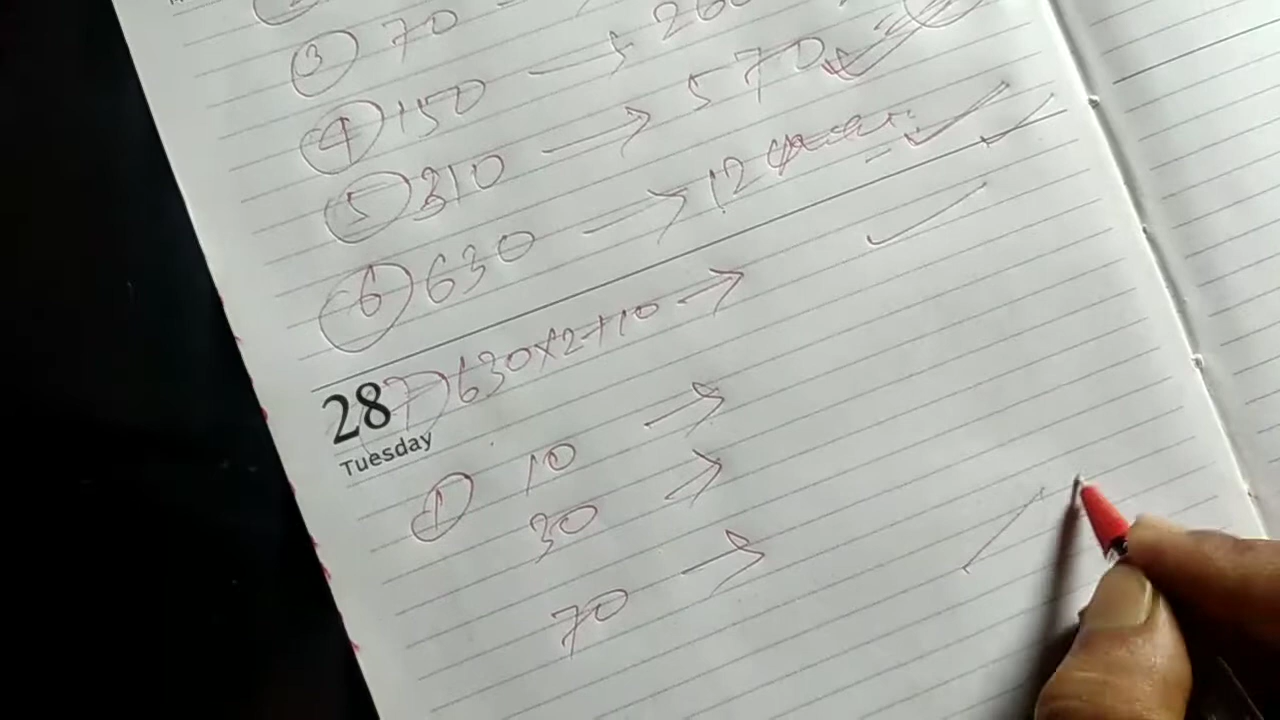 ③ 70
④ 150 → 260
⑤ 310 → 570
⑥ 630 → 12
⑦ 630×2+10 →
28
Tuesday
① 10 →
30 →
70 →